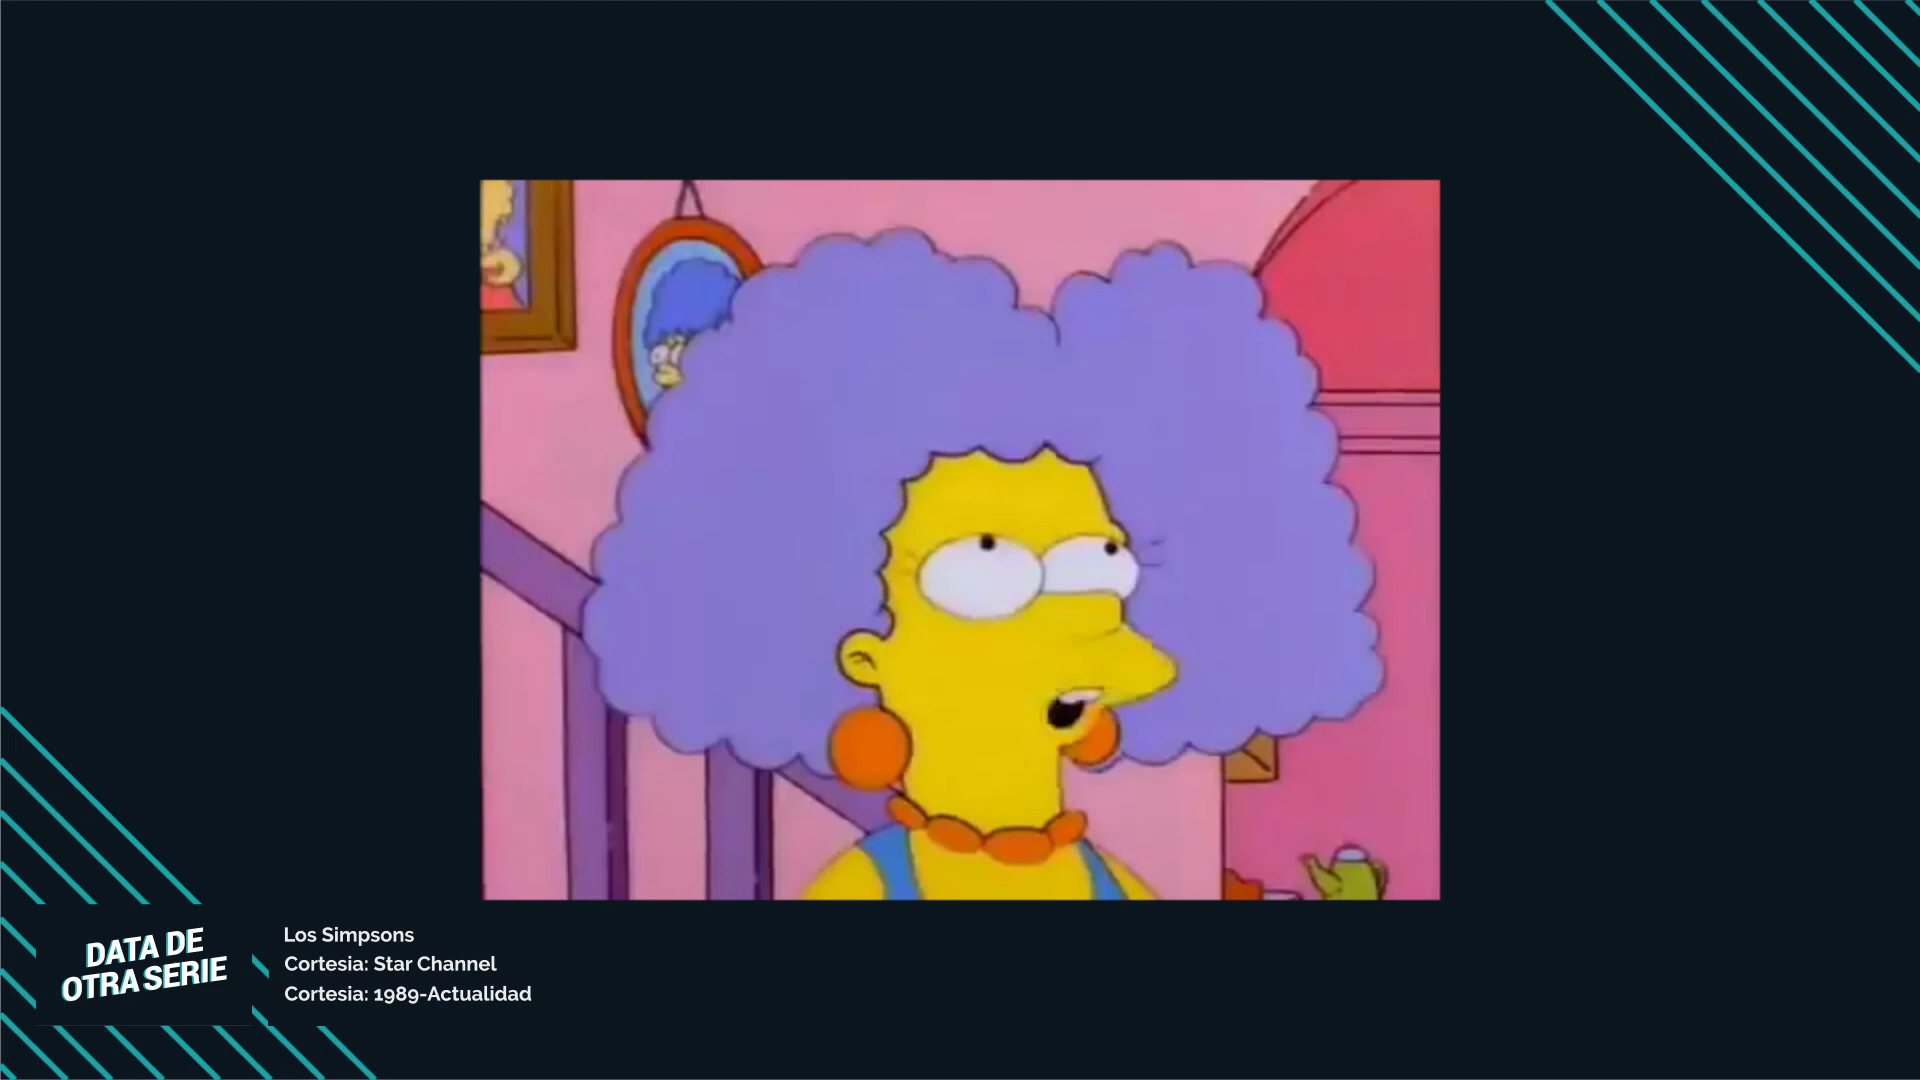 DATA DE
OTRA SERIE
Los Simpsons
Cortesia: Star Channel
Cortesia: 1989-Actualidad